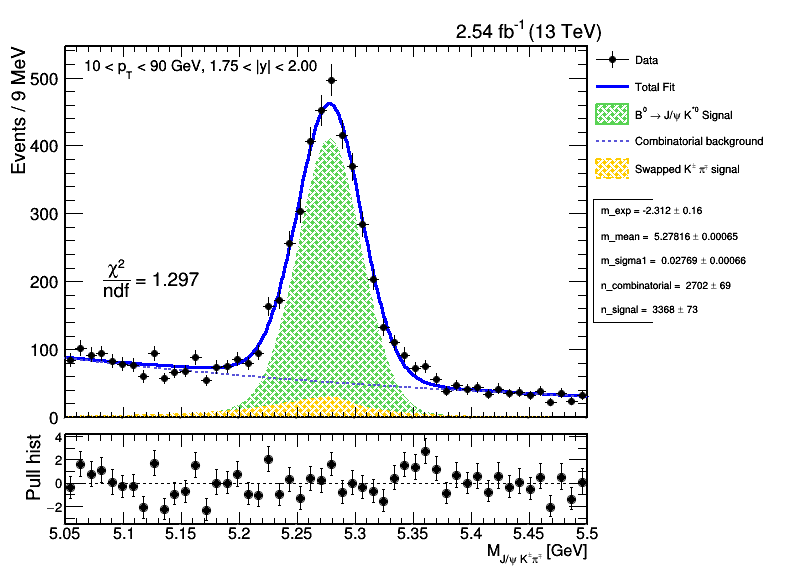 2.54 fb⁻¹ (13 TeV)
Events / 9 MeV
10 < p_T < 90 GeV, 1.75 < |y| < 2.00
500
400
300
200
100
0
χ²/ndf = 1.297
Data
Total Fit
B⁰ → J/ψ K*⁰ Signal
Combinatorial background
Swapped K± π∓ signal
m_exp = -2.312 ± 0.16
m_mean = 5.27816 ± 0.00065
m_sigma1 = 0.02769 ± 0.00066
n_combinatorial = 2702 ± 69
n_signal = 3368 ± 73
Pull hist
4
2
0
−2
5.05 5.1 5.15 5.2 5.25 5.3 5.35 5.4 5.45 5.5
M_J/ψ K± π∓ [GeV]